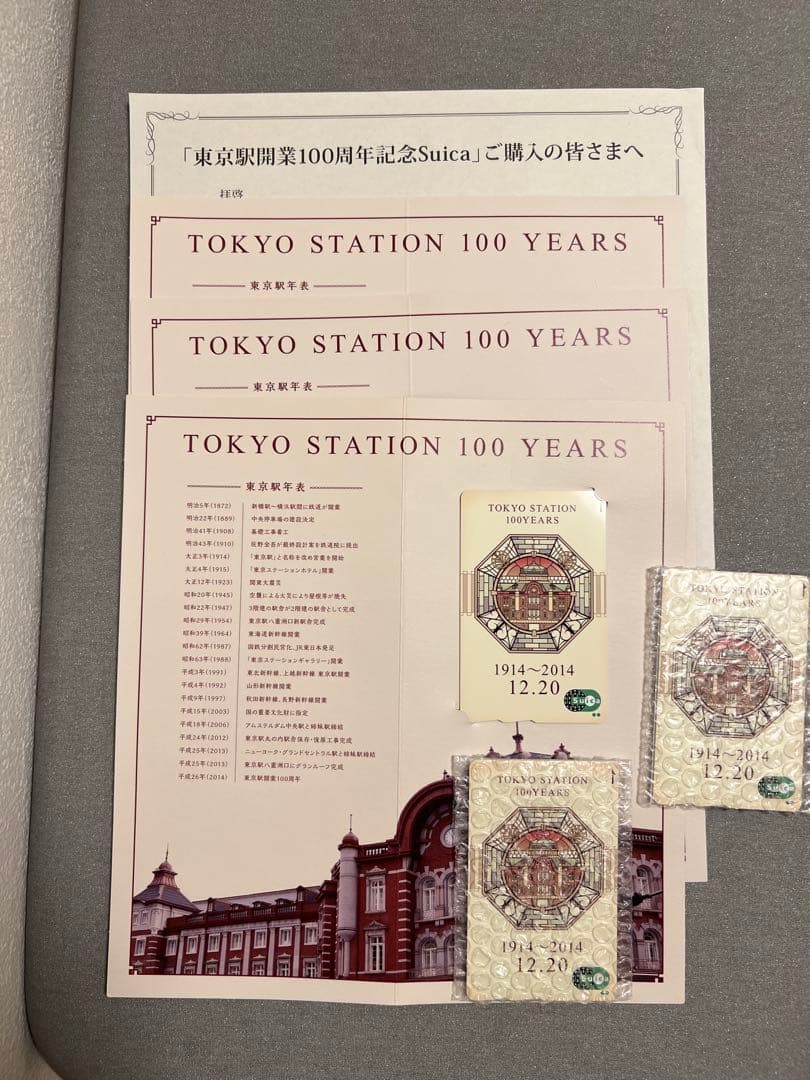 「東京駅開業100周年記念Suica」ご購入の皆さまへ
拝啓
TOKYO STATION 100 YEARS
東京駅年表
TOKYO STATION 100 YEARS
東京駅年表
TOKYO STATION 100 YEARS
東京駅年表
明治5年(1872) 新橋駅〜横浜駅間に鉄道が開業
明治22年(1889) 中央停車場の建設決定
明治41年(1908) 基礎工事着工
明治43年(1910) 辰野金吾が最終設計案を鉄道院に提出
大正3年(1914) 「東京駅」と名称を改め営業を開始
大正4年(1915) 「東京ステーションホテル」開業
大正12年(1923) 関東大震災
昭和20年(1945) 空襲による火災により屋根等が焼失
昭和22年(1947) 3階建の駅舎が2階建の駅舎として完成
昭和29年(1954) 東京駅八重洲口新駅舎完成
昭和39年(1964) 東海道新幹線開業
昭和62年(1987) 国鉄分割民営化、JR東日本発足
昭和63年(1988) 「東京ステーションギャラリー」開業
平成3年(1991) 東北新幹線、上越新幹線 東京駅開業
平成4年(1992) 山形新幹線開業
平成9年(1997) 秋田新幹線、長野新幹線開業
平成15年(2003) 国の重要文化財に指定
平成18年(2006) アムステルダム中央駅と姉妹駅締結
平成24年(2012) 東京駅丸の内駅舎保存・復原工事完成
平成25年(2013) ニューヨーク・グランドセントラル駅と姉妹駅締結
平成25年(2013) 東京駅八重洲口にグランルーフ完成
平成26年(2014) 東京駅開業100周年
TOKYO STATION
100YEARS
1914〜2014
12.20
Suica
TOKYO STATION
100YEARS
1914〜2014
12.20
Suica
TOKYO STATION
100YEARS
1914〜2014
12.20
Suica